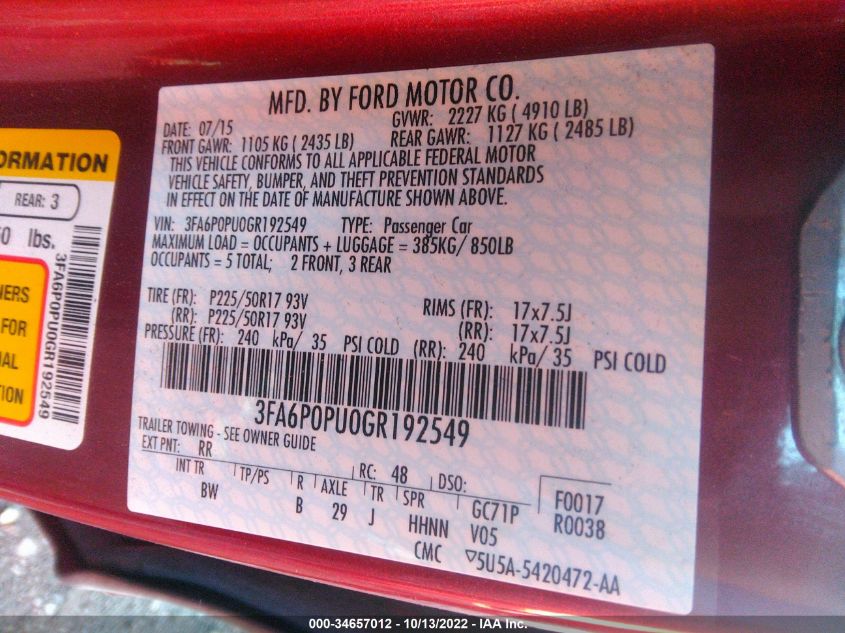 ORMATION
REAR: 3
lbs.
3FA6P0PU0GR192549
NERS
FOR
IAL
TION
MFD. BY FORD MOTOR CO.
DATE: 07/15 GVWR: 2227 KG ( 4910 LB)
FRONT GAWR: 1105 KG ( 2435 LB) REAR GAWR: 1127 KG ( 2485 LB)
THIS VEHICLE CONFORMS TO ALL APPLICABLE FEDERAL MOTOR
VEHICLE SAFETY, BUMPER, AND THEFT PREVENTION STANDARDS
IN EFFECT ON THE DATE OF MANUFACTURE SHOWN ABOVE.
VIN: 3FA6P0PU0GR192549 TYPE: Passenger Car
MAXIMUM LOAD = OCCUPANTS + LUGGAGE = 385KG/ 850LB
OCCUPANTS = 5 TOTAL; 2 FRONT, 3 REAR
TIRE (FR): P225/50R17 93V RIMS (FR): 17x7.5J
(RR): P225/50R17 93V (RR): 17x7.5J
PRESSURE (FR): 240 kPa/ 35 PSI COLD (RR): 240 kPa/ 35 PSI COLD
3FA6P0PU0GR192549
TRAILER TOWING - SEE OWNER GUIDE
EXT PNT: RR RC: 48 DSO: F0017
INT TR TP/PS R AXLE TR SPR GC71P R0038
BW B 29 J HHNN V05
CMC 5U5A-5420472-AA
000-34657012 - 10/13/2022 - IAA Inc.